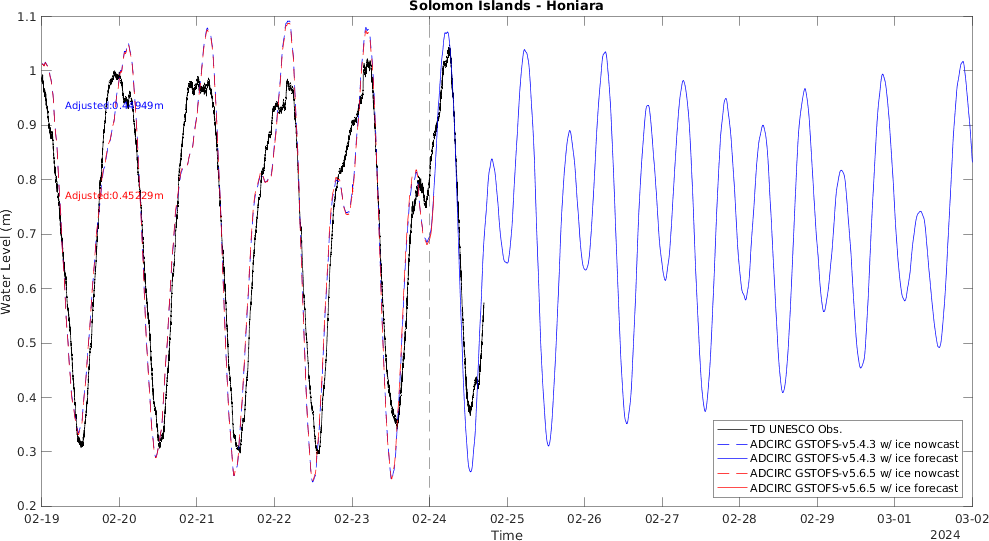 Solomon Islands - Honiara
1.1
1
0.9
0.8
0.7
0.6
0.5
0.4
0.3
0.2
Water Level (m)
Adjusted:0.44949m
Adjusted:0.45229m
TD UNESCO Obs.
ADCIRC GSTOFS-v5.4.3 w/ ice nowcast
ADCIRC GSTOFS-v5.4.3 w/ ice forecast
ADCIRC GSTOFS-v5.6.5 w/ ice nowcast
ADCIRC GSTOFS-v5.6.5 w/ ice forecast
02-19 02-20 02-21 02-22 02-23 02-24 02-25 02-26 02-27 02-28 02-29 03-01 03-02
Time
2024